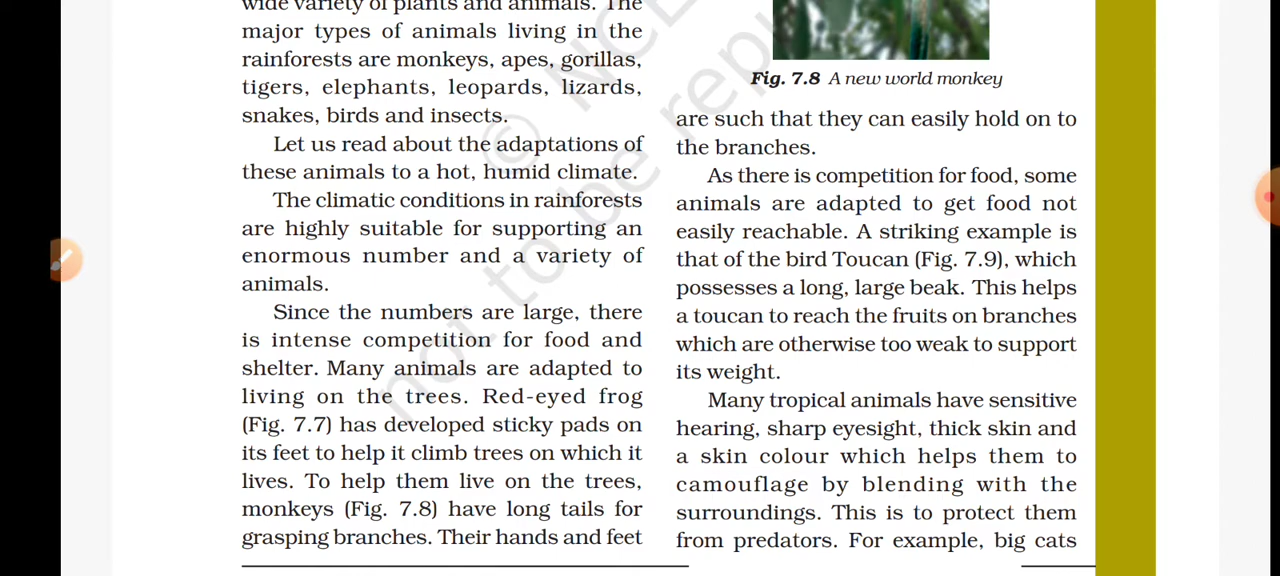 wide variety of plants and animals. The
major types of animals living in the
rainforests are monkeys, apes, gorillas,
tigers, elephants, leopards, lizards,
snakes, birds and insects.
Let us read about the adaptations of
these animals to a hot, humid climate.
The climatic conditions in rainforests
are highly suitable for supporting an
enormous number and a variety of
animals.
Since the numbers are large, there
is intense competition for food and
shelter. Many animals are adapted to
living on the trees. Red-eyed frog
(Fig. 7.7) has developed sticky pads on
its feet to help it climb trees on which it
lives. To help them live on the trees,
monkeys (Fig. 7.8) have long tails for
grasping branches. Their hands and feet
Fig. 7.8 A new world monkey
are such that they can easily hold on to
the branches.
As there is competition for food, some
animals are adapted to get food not
easily reachable. A striking example is
that of the bird Toucan (Fig. 7.9), which
possesses a long, large beak. This helps
a toucan to reach the fruits on branches
which are otherwise too weak to support
its weight.
Many tropical animals have sensitive
hearing, sharp eyesight, thick skin and
a skin colour which helps them to
camouflage by blending with the
surroundings. This is to protect them
from predators. For example, big cats
© NCE
not to be repu